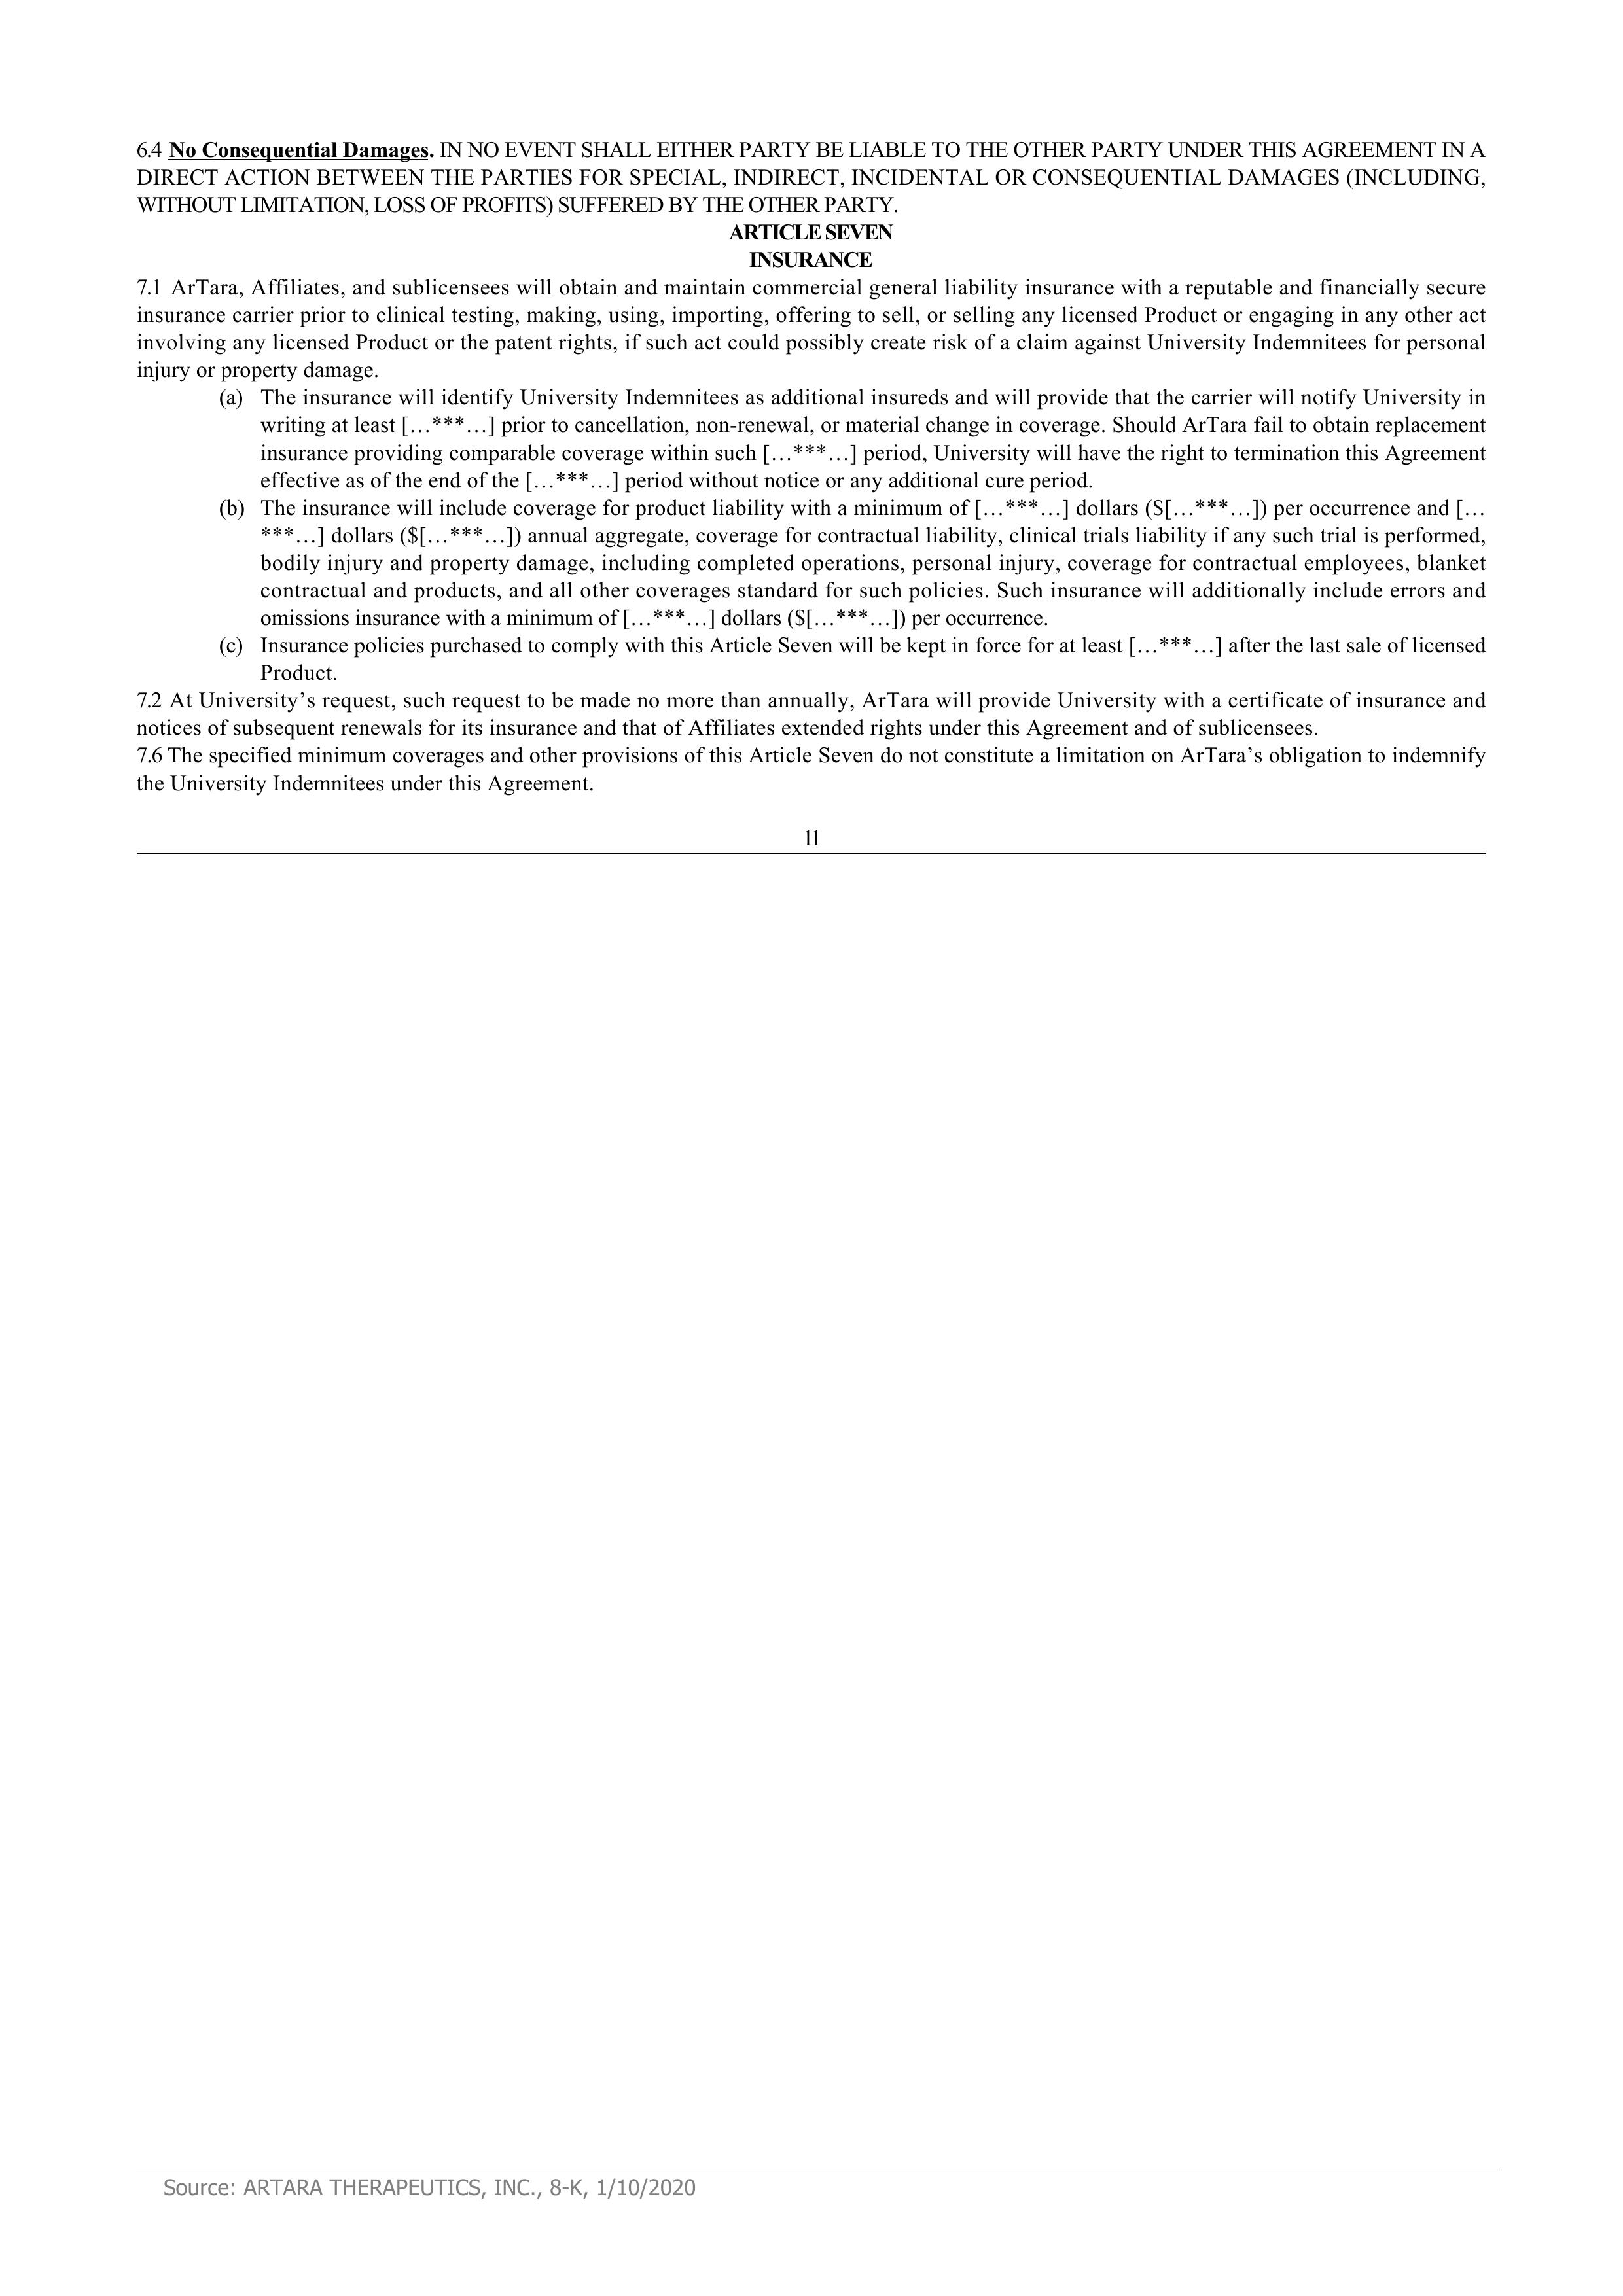 6.4 No Consequential Damages. IN NO EVENT SHALL EITHER PARTY BE LIABLE TO THE OTHER PARTY UNDER THIS AGREEMENT IN A
DIRECT ACTION BETWEEN THE PARTIES FOR SPECIAL, INDIRECT, INCIDENTAL OR CONSEQUENTIAL DAMAGES (INCLUDING,
WITHOUT LIMITATION, LOSS OF PROFITS) SUFFERED BY THE OTHER PARTY.
ARTICLE SEVEN
INSURANCE
7.1 ArTara, Affiliates, and sublicensees will obtain and maintain commercial general liability insurance with a reputable and financially secure
insurance carrier prior to clinical testing, making, using, importing, offering to sell, or selling any licensed Product or engaging in any other act
involving any licensed Product or the patent rights, if such act could possibly create risk of a claim against University Indemnitees for personal
injury or property damage.
(a) The insurance will identify University Indemnitees as additional insureds and will provide that the carrier will notify University in
writing at least […***…] prior to cancellation, non-renewal, or material change in coverage. Should ArTara fail to obtain replacement
insurance providing comparable coverage within such […***…] period, University will have the right to termination this Agreement
effective as of the end of the […***…] period without notice or any additional cure period.
(b) The insurance will include coverage for product liability with a minimum of […***…] dollars ($[…***…]) per occurrence and […
***…] dollars ($[…***…]) annual aggregate, coverage for contractual liability, clinical trials liability if any such trial is performed,
bodily injury and property damage, including completed operations, personal injury, coverage for contractual employees, blanket
contractual and products, and all other coverages standard for such policies. Such insurance will additionally include errors and
omissions insurance with a minimum of […***…] dollars ($[…***…]) per occurrence.
(c) Insurance policies purchased to comply with this Article Seven will be kept in force for at least […***…] after the last sale of licensed
Product.
7.2 At University’s request, such request to be made no more than annually, ArTara will provide University with a certificate of insurance and
notices of subsequent renewals for its insurance and that of Affiliates extended rights under this Agreement and of sublicensees.
7.6 The specified minimum coverages and other provisions of this Article Seven do not constitute a limitation on ArTara’s obligation to indemnify
the University Indemnitees under this Agreement.
11
Source: ARTARA THERAPEUTICS, INC., 8-K, 1/10/2020